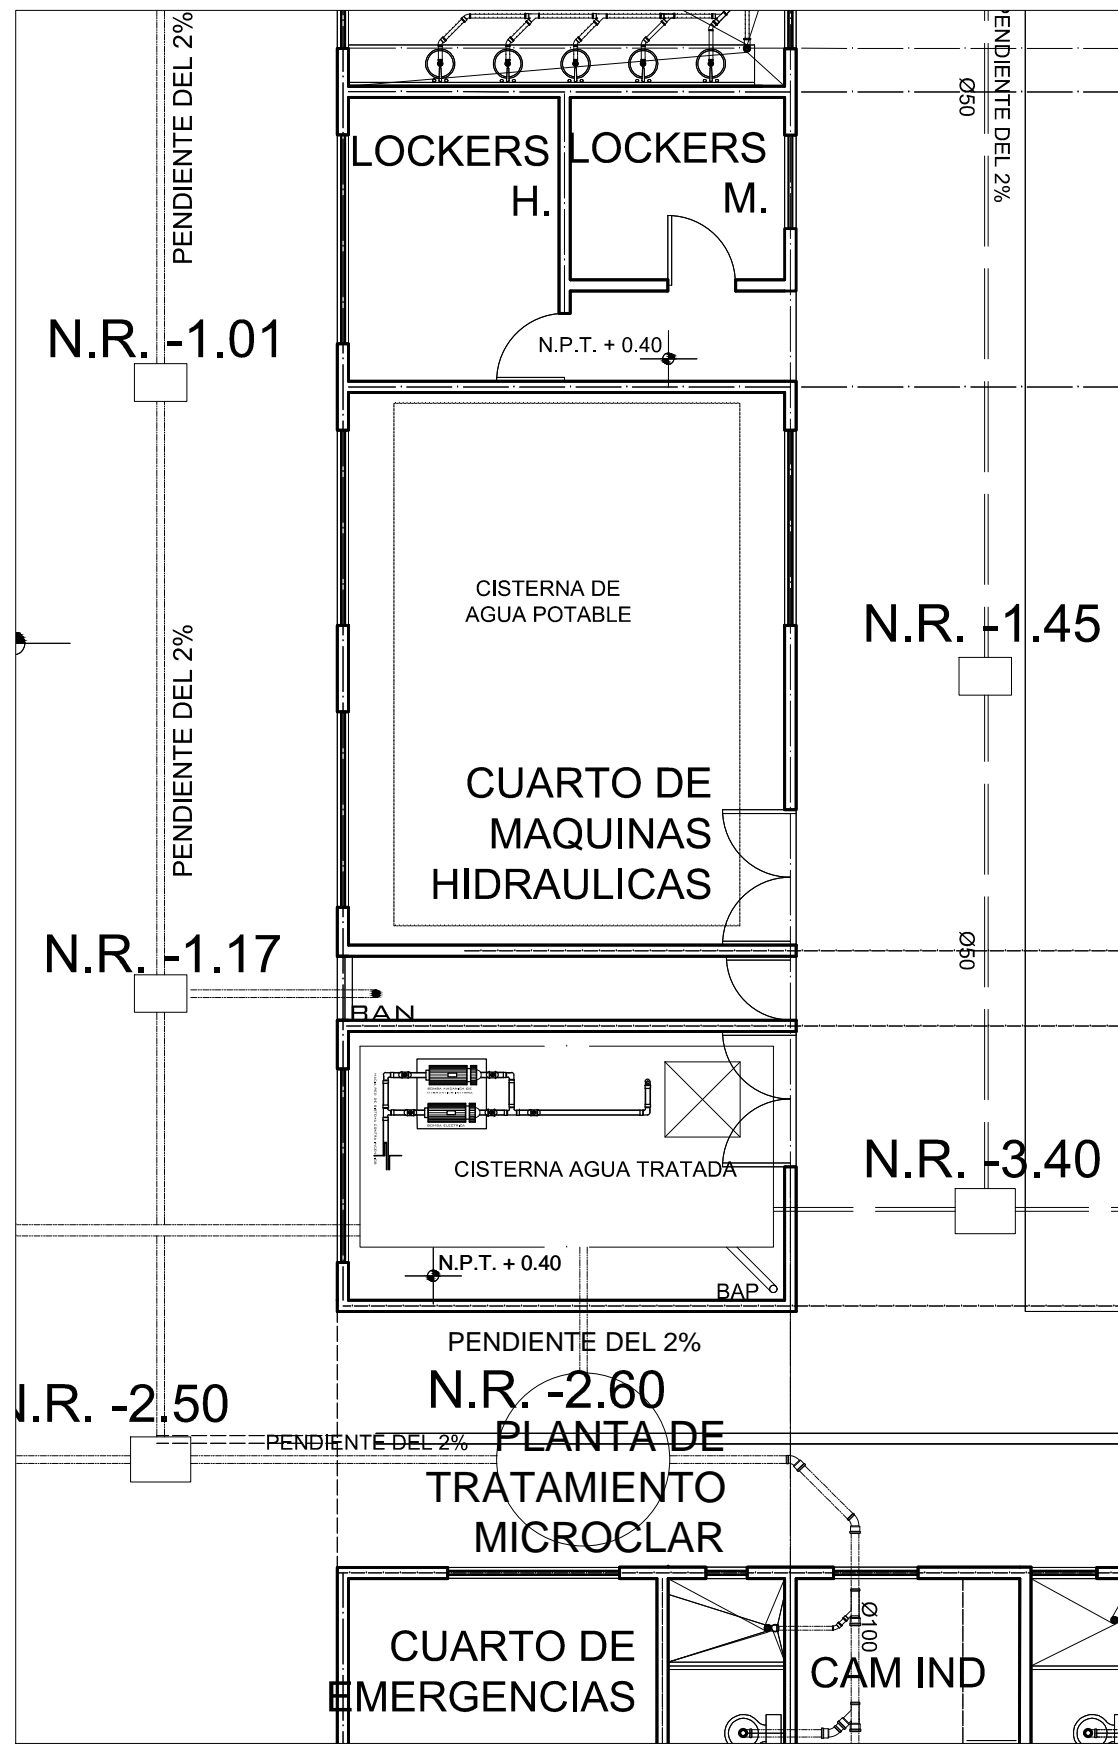 PENDIENTE DEL 2%
PENDIENTE DEL 2%
Ø50
LOCKERS
H.
LOCKERS
M.
N.R. -1.01
N.P.T. + 0.40
CISTERNA DE
AGUA POTABLE
N.R. -1.45
PENDIENTE DEL 2%
CUARTO DE
MAQUINAS
HIDRAULICAS
N.R. -1.17
Ø50
BAN
BOMBA ELECTRICA
CISTERNA AGUA TRATADA
N.R. -3.40
N.P.T. + 0.40
BAP
PENDIENTE DEL 2%
N.R. -2.50
N.R. -2.60
PENDIENTE DEL 2%
PLANTA DE
TRATAMIENTO
MICROCLAR
Ø100
CUARTO DE
EMERGENCIAS
CAM IND